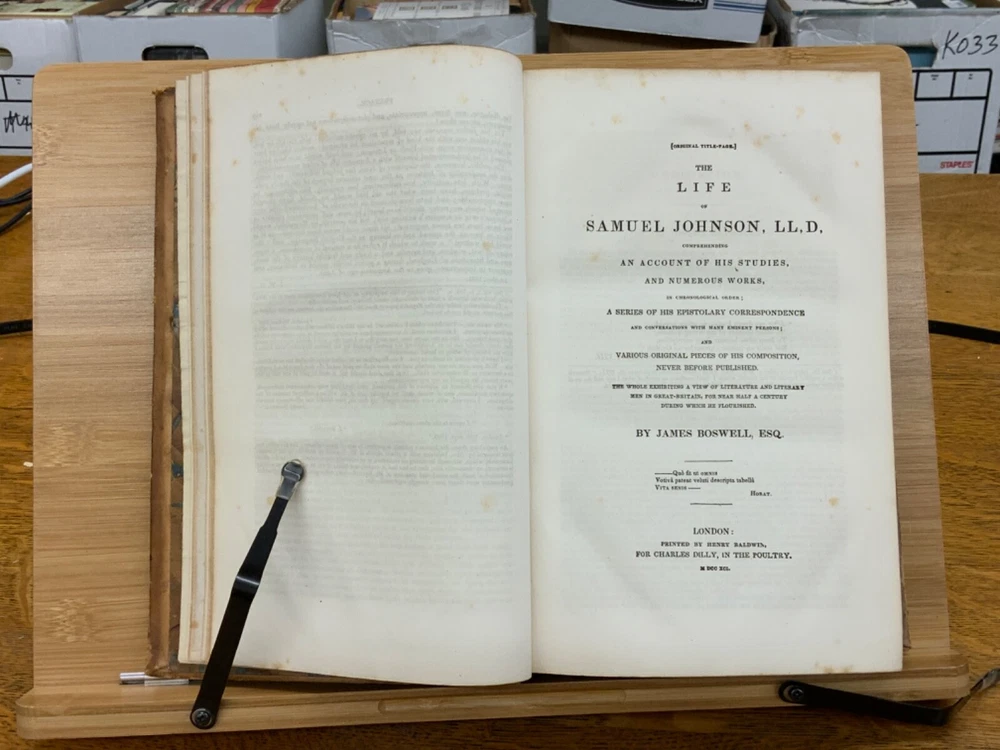 K033
STAPLES
[ORIGINAL TITLE-PAGE.]
THE
LIFE
OF
SAMUEL JOHNSON, LL,D,
COMPREHENDING
AN ACCOUNT OF HIS STUDIES,
AND NUMEROUS WORKS,
IN CHRONOLOGICAL ORDER;
A SERIES OF HIS EPISTOLARY CORRESPONDENCE
AND CONVERSATIONS WITH MANY EMINENT PERSONS;
AND
VARIOUS ORIGINAL PIECES OF HIS COMPOSITION,
NEVER BEFORE PUBLISHED.
THE WHOLE EXHIBITING A VIEW OF LITERATURE AND LITERARY
MEN IN GREAT-BRITAIN, FOR NEAR HALF A CENTURY
DURING WHICH HE FLOURISHED.
BY JAMES BOSWELL, ESQ.
——Quò fit ut OMNIS
Votivâ pateat veluti descripta tabellâ
VITA SENIS——
HORAT.
LONDON:
PRINTED BY HENRY BALDWIN,
FOR CHARLES DILLY, IN THE POULTRY.
M DCC XCI.